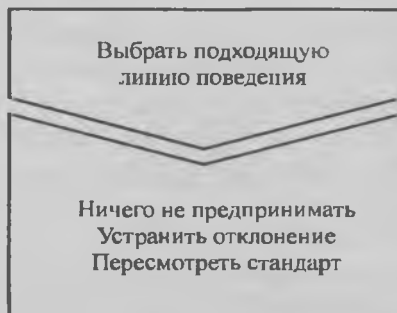 Выбрать подходящую
линию поведения
Ничего не предпринимать
Устранить отклонение
Пересмотреть стандарт